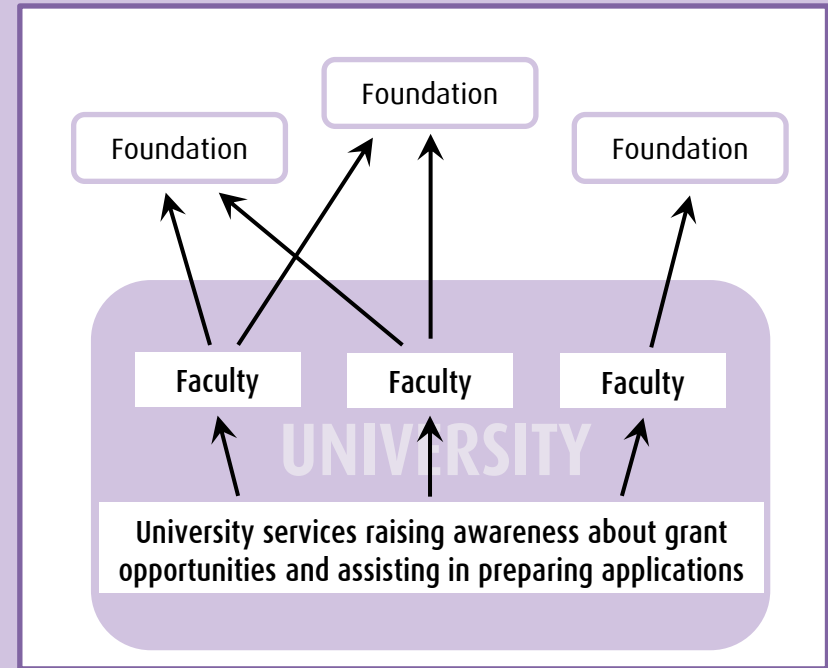 Foundation
Foundation
Foundation
Faculty
Faculty
Faculty
UNIVERSITY
University services raising awareness about grant
opportunities and assisting in preparing applications